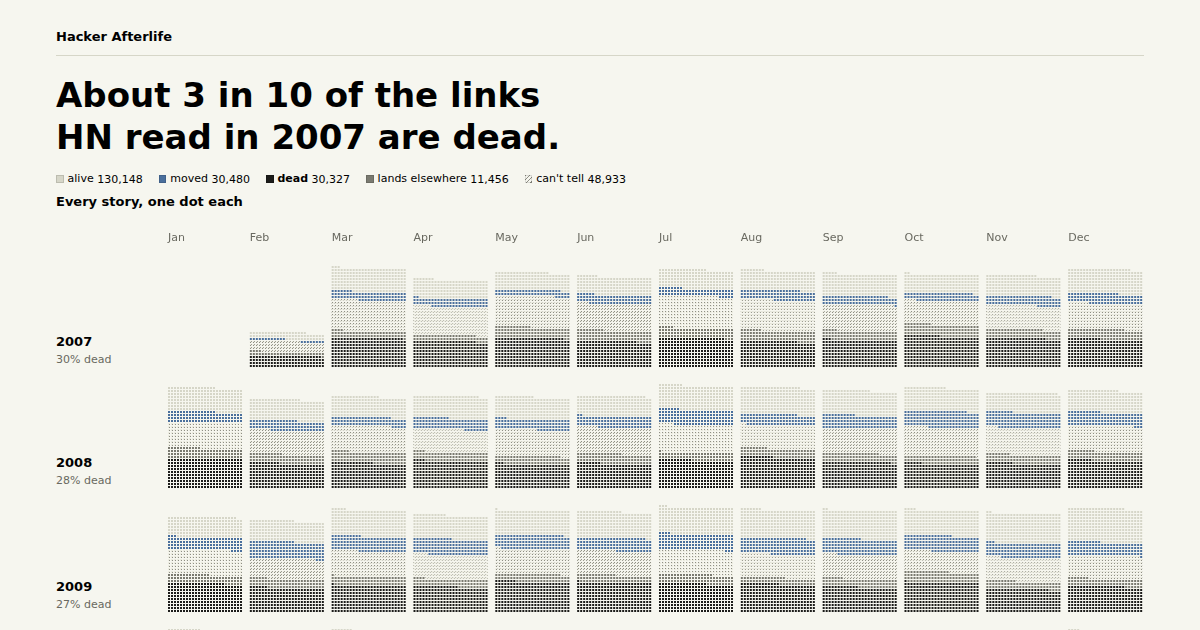 Hacker Afterlife
About 3 in 10 of the links
HN read in 2007 are dead.
alive 130,148 moved 30,480 dead 30,327 lands elsewhere 11,456 can't tell 48,933
Every story, one dot each
Jan Feb Mar Apr May Jun Jul Aug Sep Oct Nov Dec
2007
30% dead
2008
28% dead
2009
27% dead